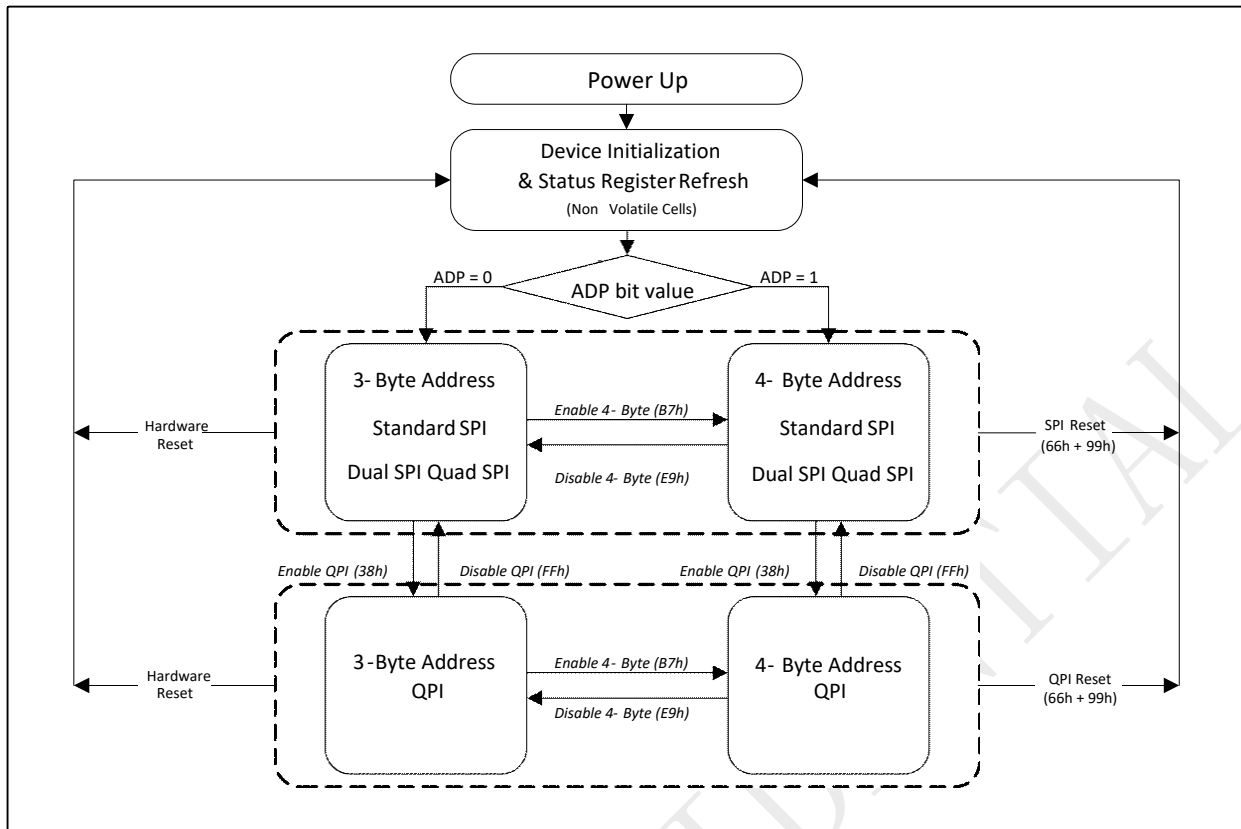 Power Up
Device Initialization
& Status Register Refresh
(Non Volatile Cells)
ADP = 0
ADP bit value
ADP = 1
3- Byte Address
Standard SPI
Dual SPI Quad SPI
Enable 4- Byte (B7h)
Disable 4- Byte (E9h)
4- Byte Address
Standard SPI
Dual SPI Quad SPI
Hardware
Reset
SPI Reset
(66h + 99h)
Enable QPI (38h)
Disable QPI (FFh)
Enable QPI (38h)
Disable QPI (FFh)
3-Byte Address
QPI
Enable 4- Byte (B7h)
Disable 4- Byte (E9h)
4- Byte Address
QPI
Hardware
Reset
QPI Reset
(66h + 99h)